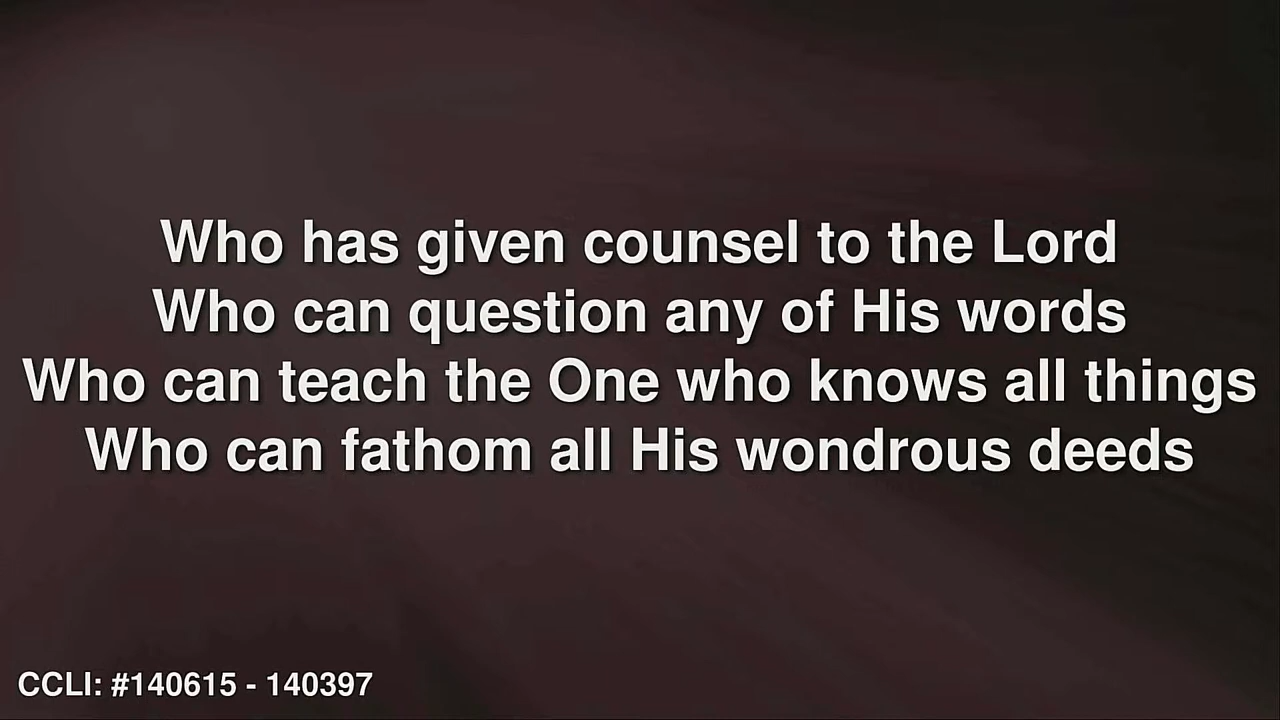 Who has given counsel to the Lord
Who can question any of His words
Who can teach the One who knows all things
Who can fathom all His wondrous deeds
CCLI: #140615 - 140397